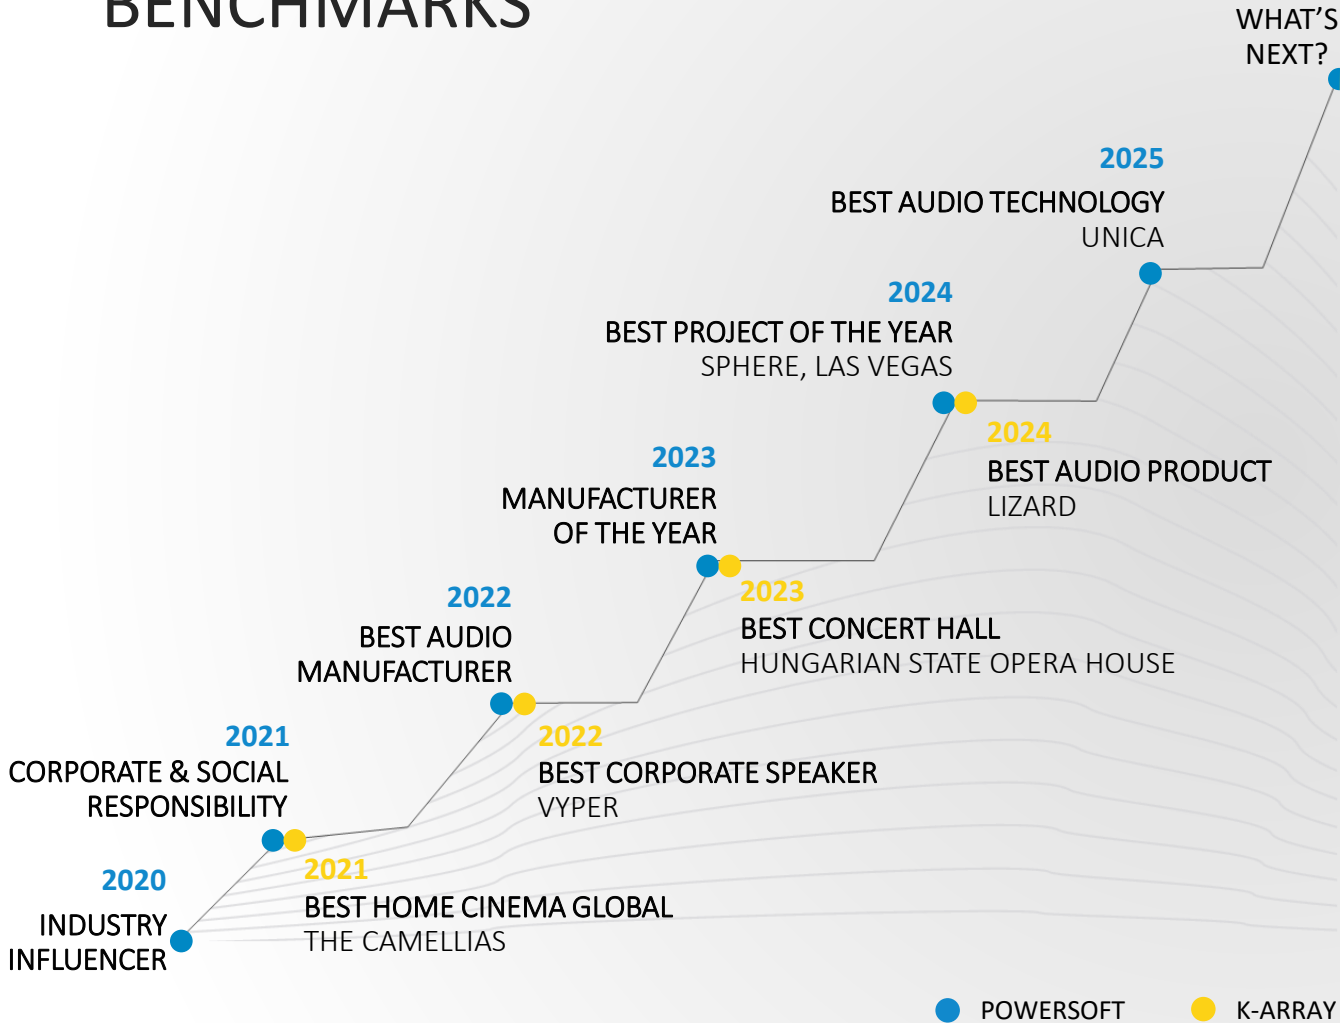 BENCHMARKS
WHAT'S
NEXT?
2025
BEST AUDIO TECHNOLOGY
UNICA
2024
BEST PROJECT OF THE YEAR
SPHERE, LAS VEGAS
2024
BEST AUDIO PRODUCT
LIZARD
2023
MANUFACTURER
OF THE YEAR
2023
BEST CONCERT HALL
HUNGARIAN STATE OPERA HOUSE
2022
BEST AUDIO
MANUFACTURER
2022
BEST CORPORATE SPEAKER
VYPER
2021
CORPORATE & SOCIAL
RESPONSIBILITY
2021
BEST HOME CINEMA GLOBAL
THE CAMELLIAS
2020
INDUSTRY
INFLUENCER
POWERSOFT
K-ARRAY